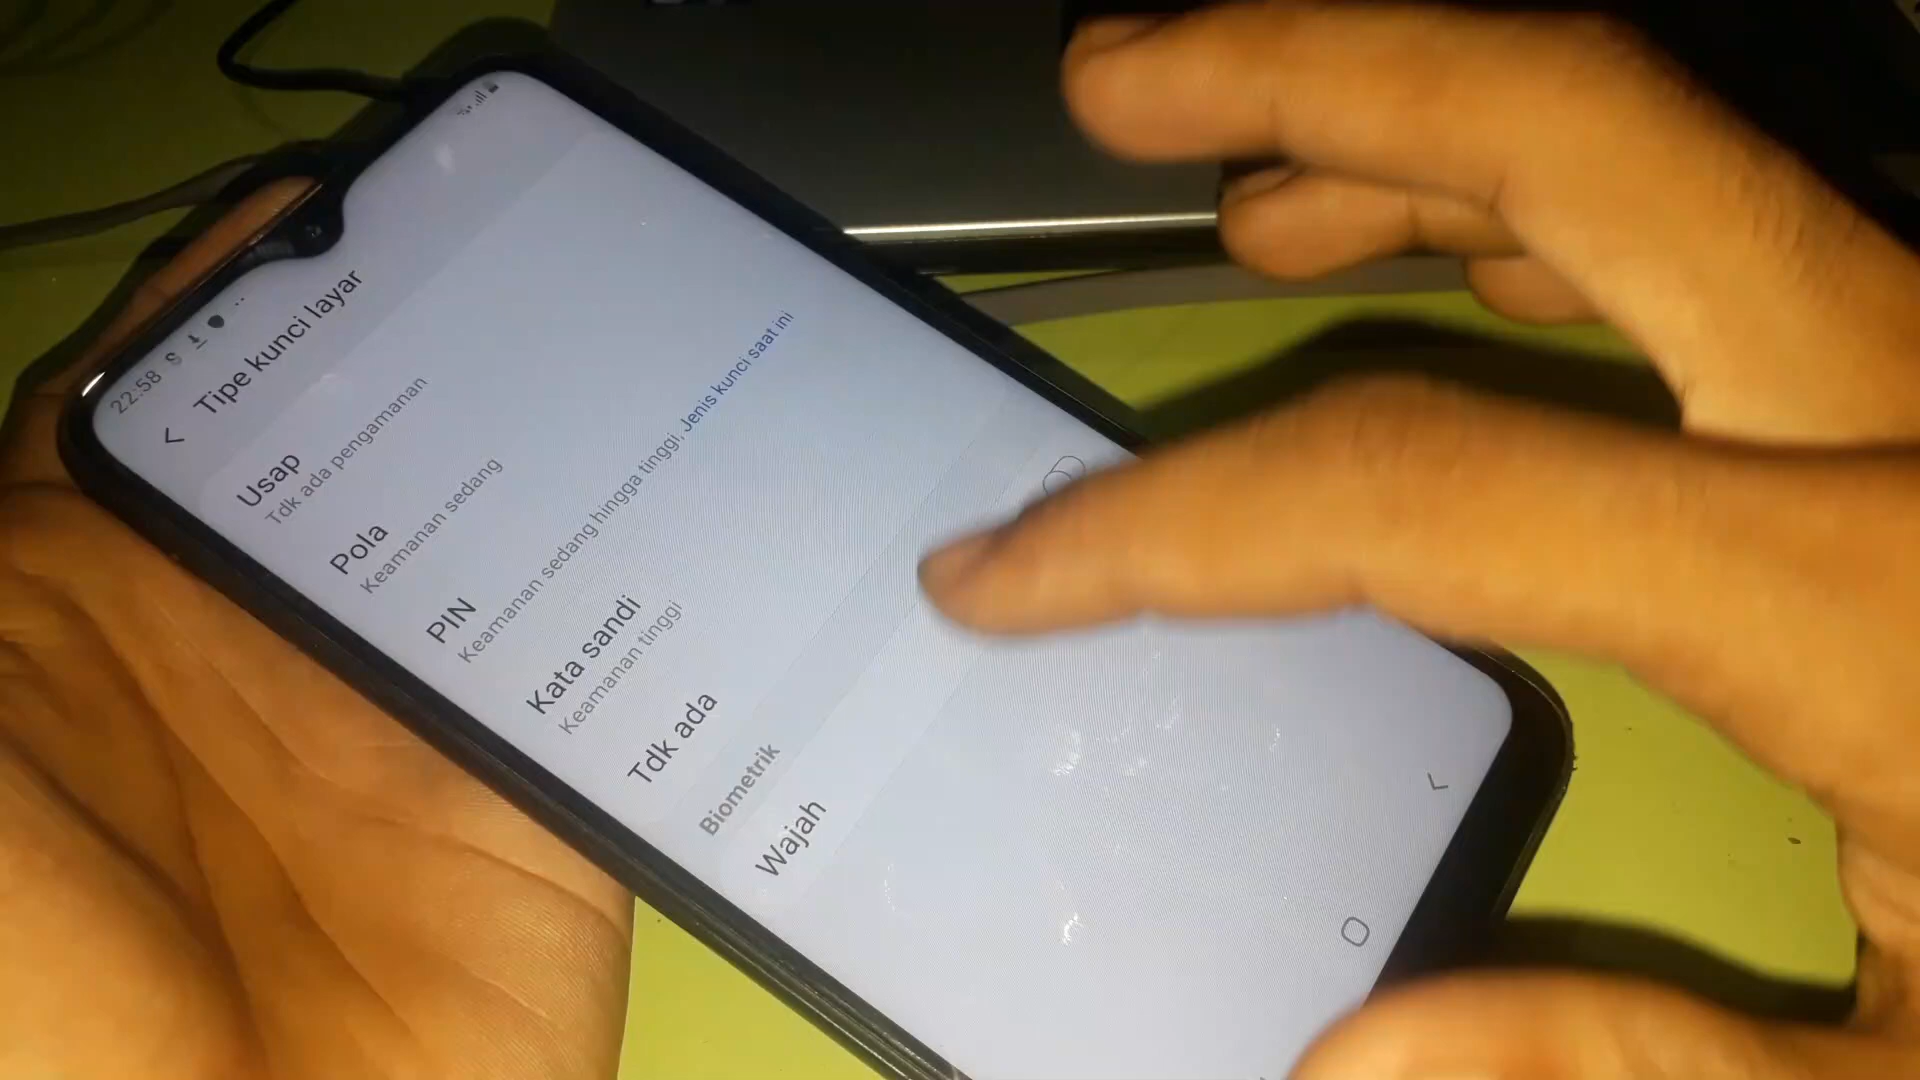 22:58
Tipe kunci layar
Usap
Tdk ada pengamanan
Pola
Keamanan sedang
PIN
Keamanan sedang hingga tinggi, Jenis kunci saat ini
Kata sandi
Keamanan tinggi
Tdk ada
Biometrik
Wajah